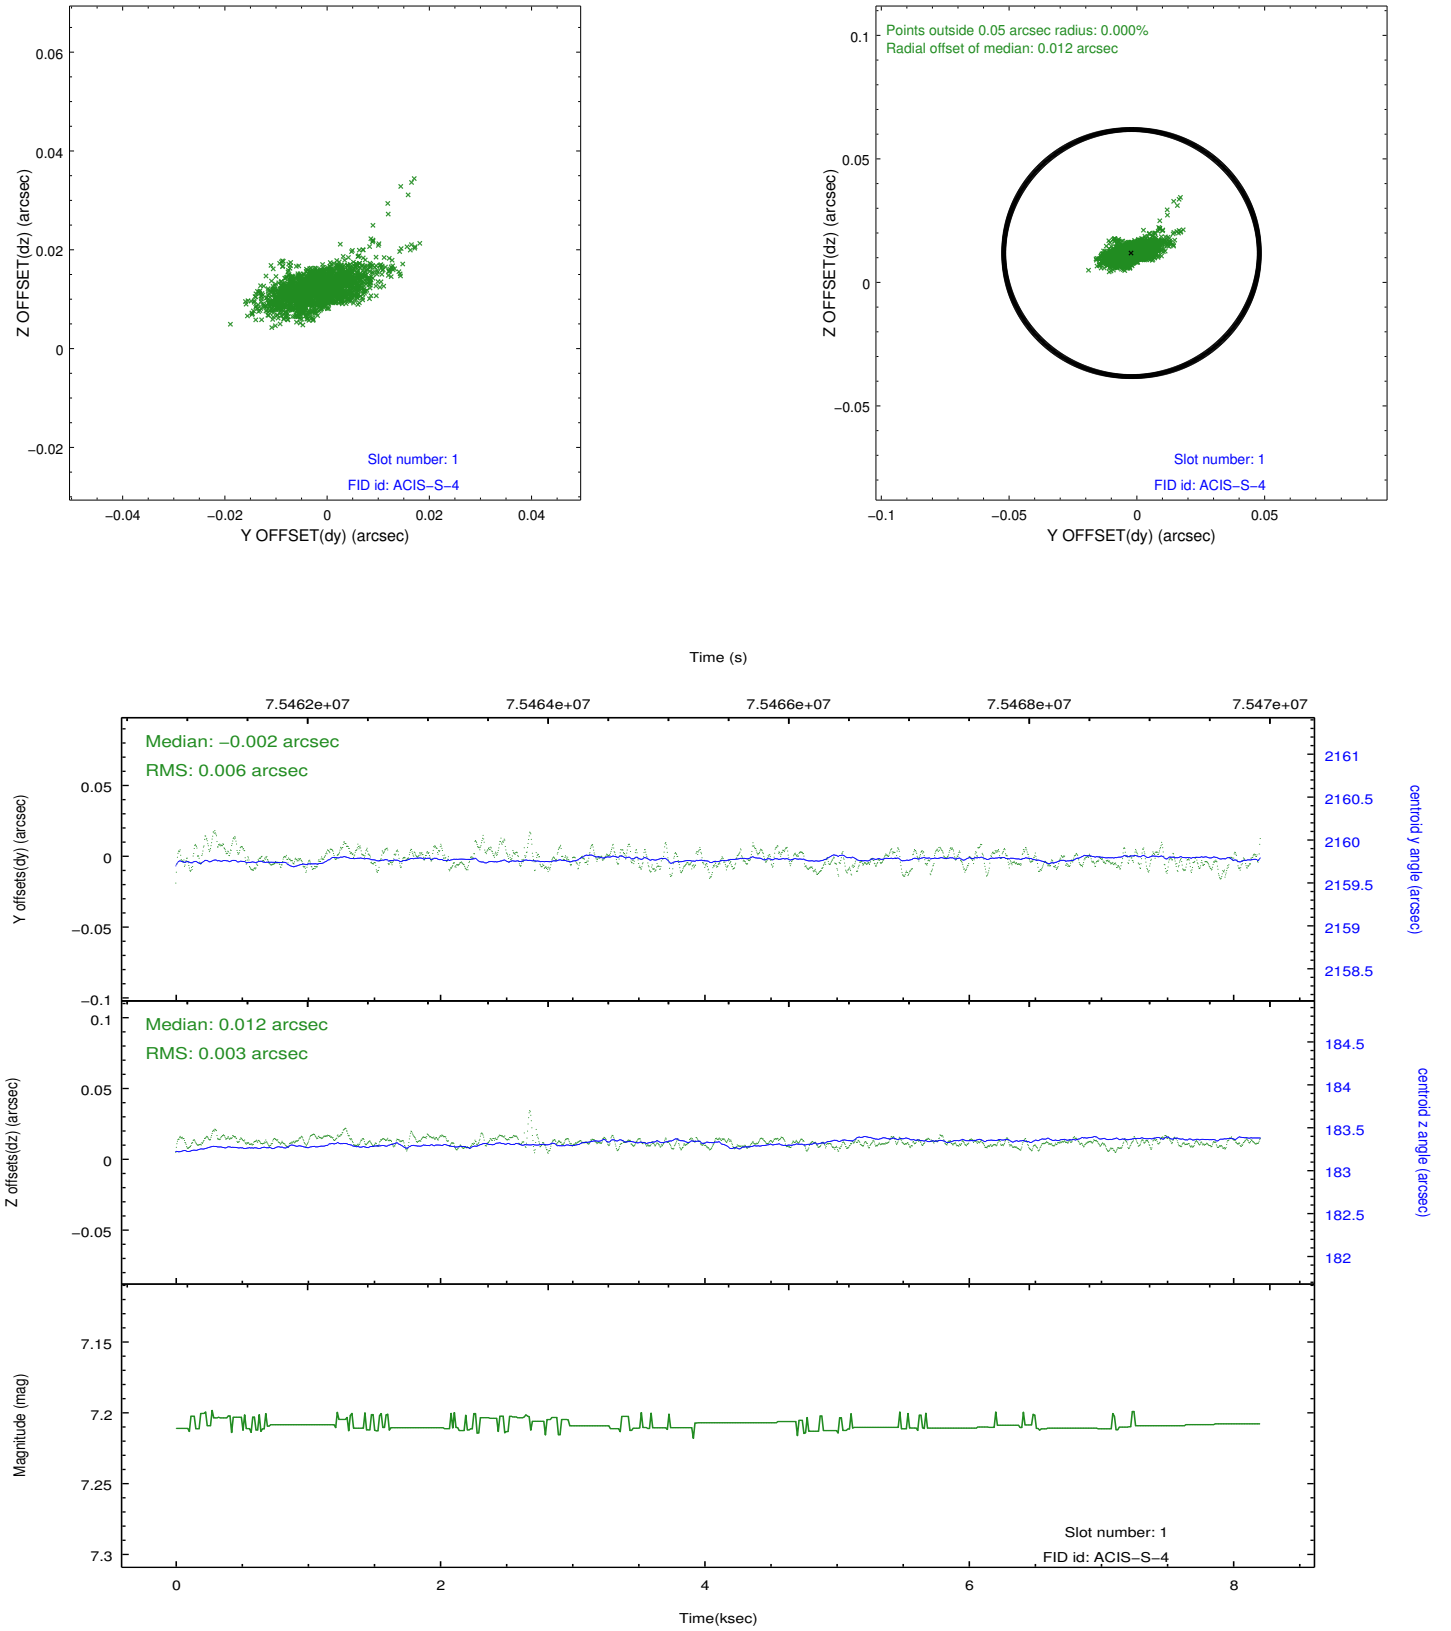 0.06
0.04
0.02
0
−0.02
Z OFFSET(dz) (arcsec)
Slot number: 1
FID id: ACIS−S−4
−0.04
−0.02
0
0.02
0.04
Y OFFSET(dy) (arcsec)
Points outside 0.05 arcsec radius: 0.000%
Radial offset of median: 0.012 arcsec
0.1
0.05
0
−0.05
Z OFFSET(dz) (arcsec)
Slot number: 1
FID id: ACIS−S−4
−0.1
−0.05
0
0.05
Y OFFSET(dy) (arcsec)
Time (s)
7.5462e+07
7.5464e+07
7.5466e+07
7.5468e+07
7.547e+07
Median: −0.002 arcsec
RMS: 0.006 arcsec
0.05
0
−0.05
−0.1
Y offsets(dy) (arcsec)
2161
2160.5
2160
2159.5
2159
2158.5
centroid y angle (arcsec)
Median: 0.012 arcsec
RMS: 0.003 arcsec
0.1
0.05
0
−0.05
Z offsets(dz) (arcsec)
184.5
184
183.5
183
182.5
182
centroid z angle (arcsec)
7.15
7.2
7.25
7.3
Magnitude (mag)
Slot number: 1
FID id: ACIS−S−4
0
2
4
6
8
Time(ksec)